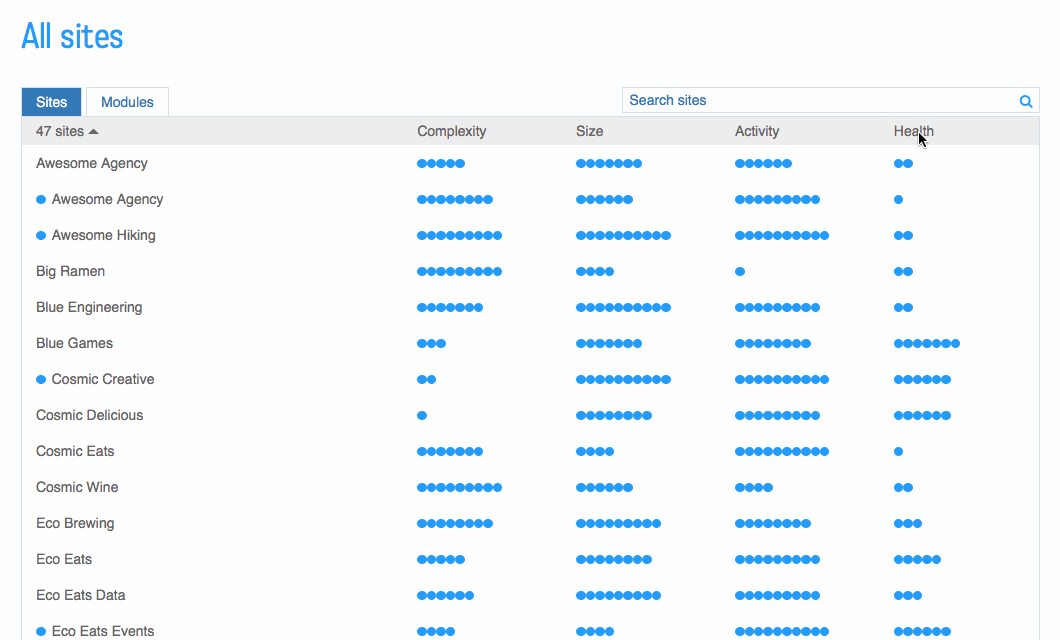 All sites
Sites Modules Search sites
47 sites Complexity Size Activity Health
Awesome Agency
Awesome Agency
Awesome Hiking
Big Ramen
Blue Engineering
Blue Games
Cosmic Creative
Cosmic Delicious
Cosmic Eats
Cosmic Wine
Eco Brewing
Eco Eats
Eco Eats Data
Eco Eats Events